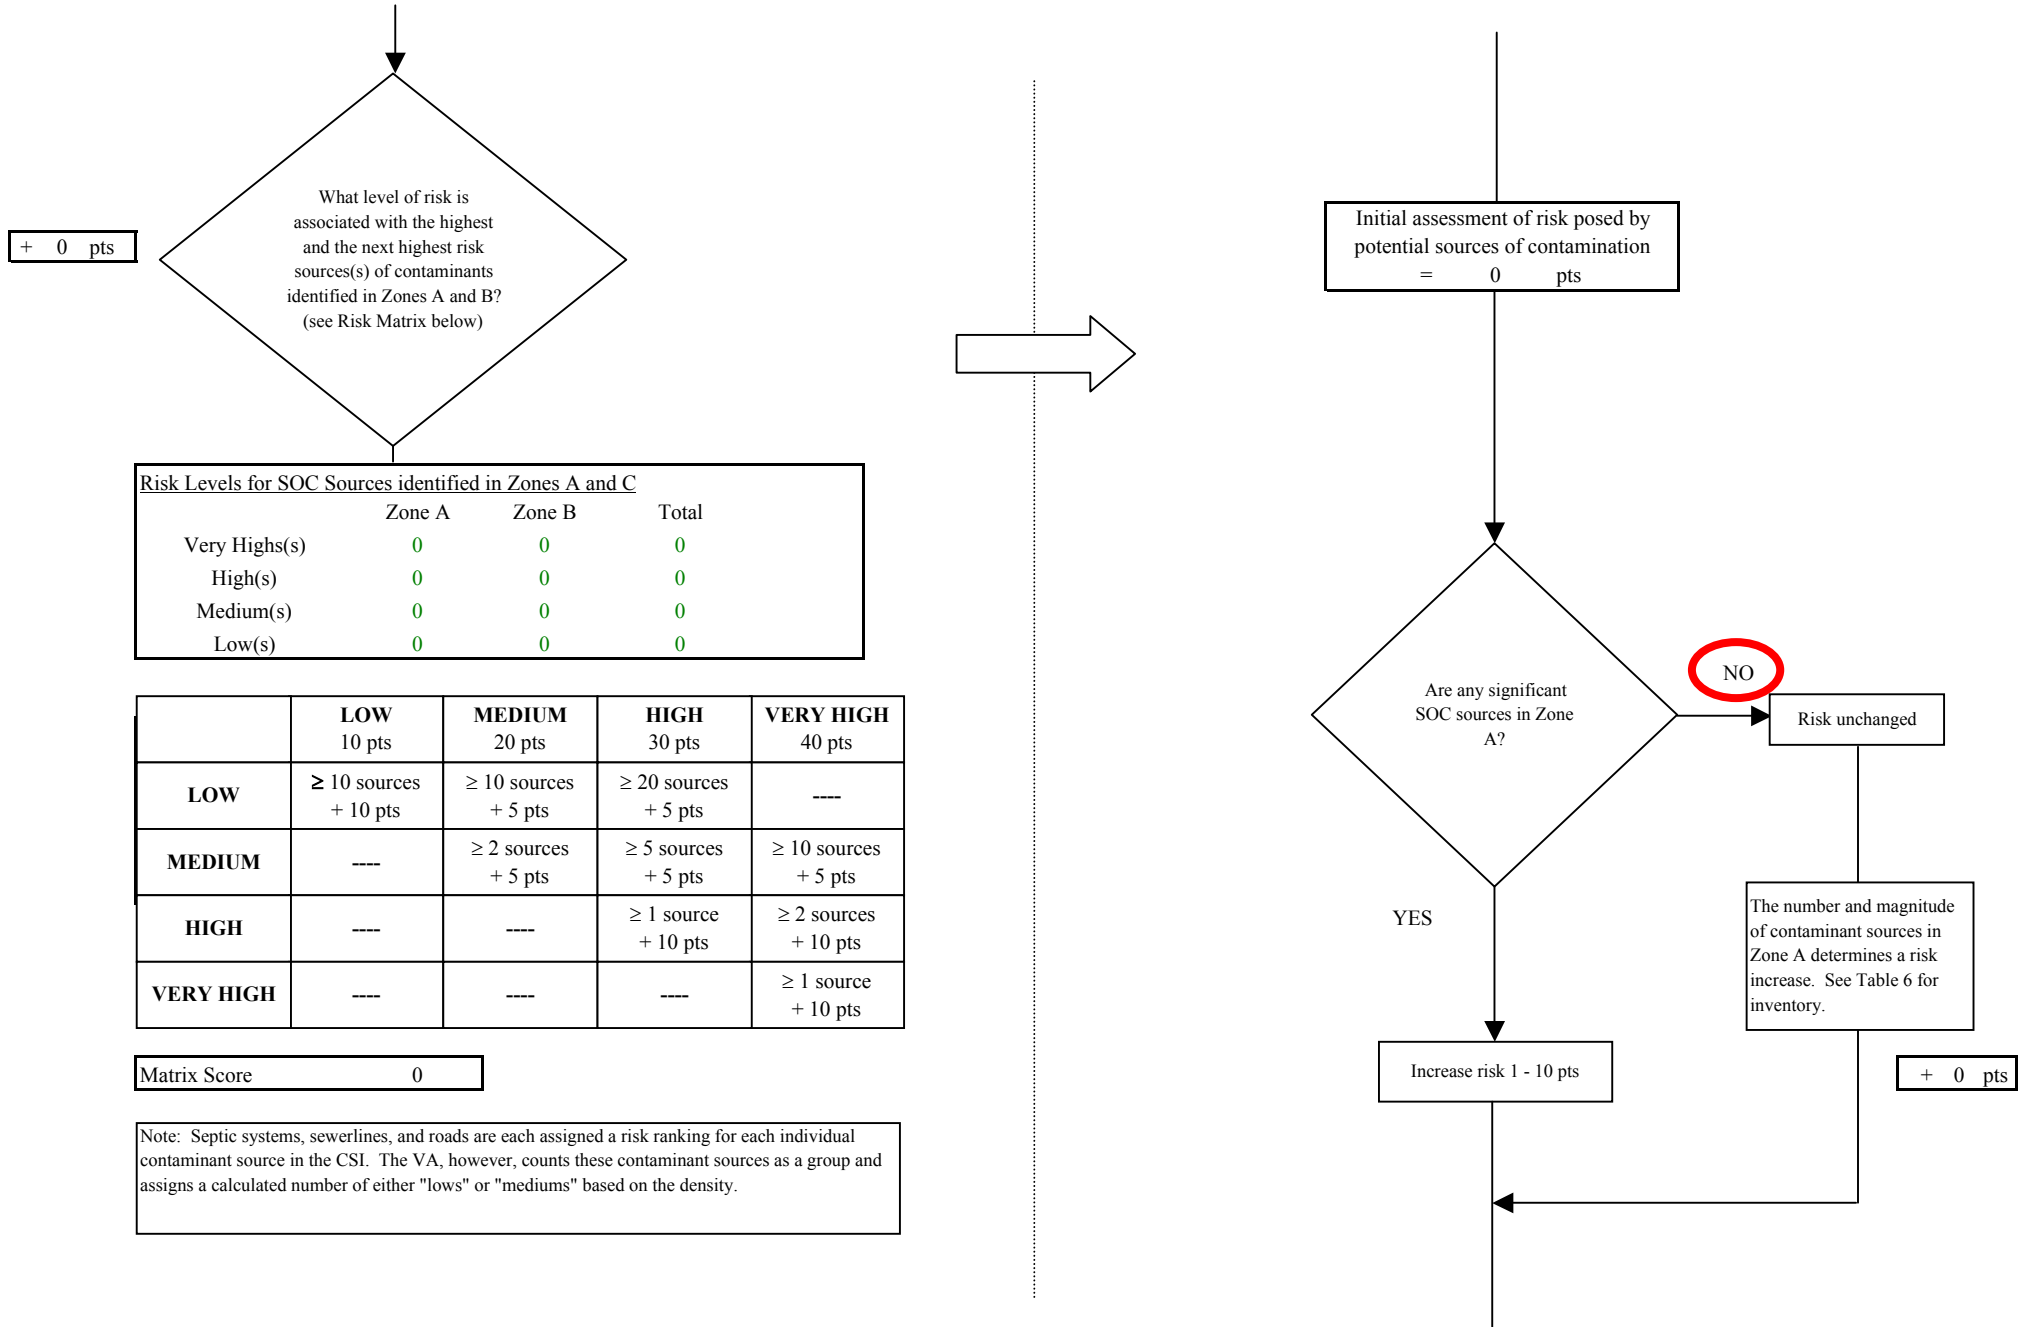 What level of risk is
associated with the highest
and the next highest risk
sources(s) of contaminants
identified in Zones A and B?
(see Risk Matrix below)
+ 0 pts
Risk Levels for SOC Sources identified in Zones A and C
Zone A Zone B Total
Very Highs(s) 0 0 0
High(s) 0 0 0
Medium(s) 0 0 0
Low(s) 0 0 0
LOW MEDIUM HIGH VERY HIGH
10 pts 20 pts 30 pts 40 pts
LOW ≥ 10 sources ≥ 10 sources ≥ 20 sources ----
+ 10 pts + 5 pts + 5 pts
MEDIUM ---- ≥ 2 sources ≥ 5 sources ≥ 10 sources
+ 5 pts + 5 pts + 5 pts
HIGH ---- ---- ≥ 1 source ≥ 2 sources
+ 10 pts + 10 pts
VERY HIGH ---- ---- ---- ≥ 1 source
+ 10 pts
Matrix Score 0
Note: Septic systems, sewerlines, and roads are each assigned a risk ranking for each individual
contaminant source in the CSI. The VA, however, counts these contaminant sources as a group and
assigns a calculated number of either "lows" or "mediums" based on the density.
Initial assessment of risk posed by
potential sources of contamination
= 0 pts
Are any significant
SOC sources in Zone
A?
NO
Risk unchanged
YES
The number and magnitude
of contaminant sources in
Zone A determines a risk
increase. See Table 6 for
inventory.
Increase risk 1 - 10 pts
+ 0 pts